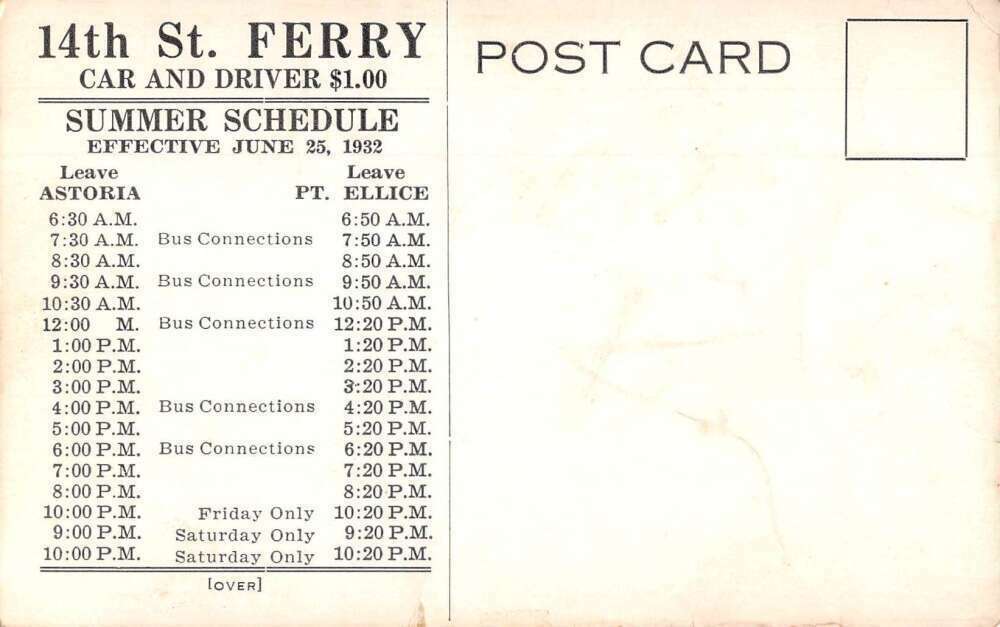 14th St. FERRY
CAR AND DRIVER $1.00
SUMMER SCHEDULE
EFFECTIVE JUNE 25, 1932
Leave Leave
ASTORIA PT. ELLICE
6:30 A.M. 6:50 A.M.
7:30 A.M. Bus Connections 7:50 A.M.
8:30 A.M. 8:50 A.M.
9:30 A.M. Bus Connections 9:50 A.M.
10:30 A.M. 10:50 A.M.
12:00 M. Bus Connections 12:20 P.M.
1:00 P.M. 1:20 P.M.
2:00 P.M. 2:20 P.M.
3:00 P.M. 3:20 P.M.
4:00 P.M. Bus Connections 4:20 P.M.
5:00 P.M. 5:20 P.M.
6:00 P.M. Bus Connections 6:20 P.M.
7:00 P.M. 7:20 P.M.
8:00 P.M. 8:20 P.M.
10:00 P.M. Friday Only 10:20 P.M.
9:00 P.M. Saturday Only 9:20 P.M.
10:00 P.M. Saturday Only 10:20 P.M.
[OVER]
POST CARD